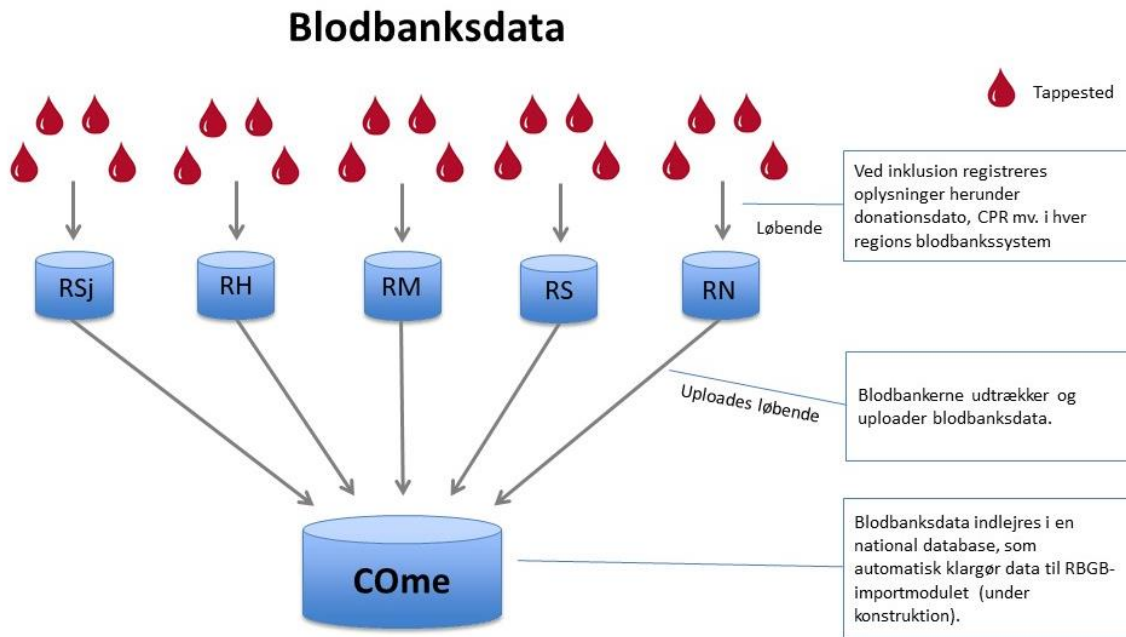 Blodbanksdata
Tappested
Ved inklusion registreres
oplysninger herunder
donationsdato, CPR mv. i hver
regions blodbankssystem
Løbende
RSj
RH
RM
RS
RN
Uploades løbende
Blodbankerne udtrækker og
uploader blodbanksdata.
COme
Blodbanksdata indlejres i en
national database, som
automatisk klargør data til RBGB-
importmodulet (under
konstruktion).